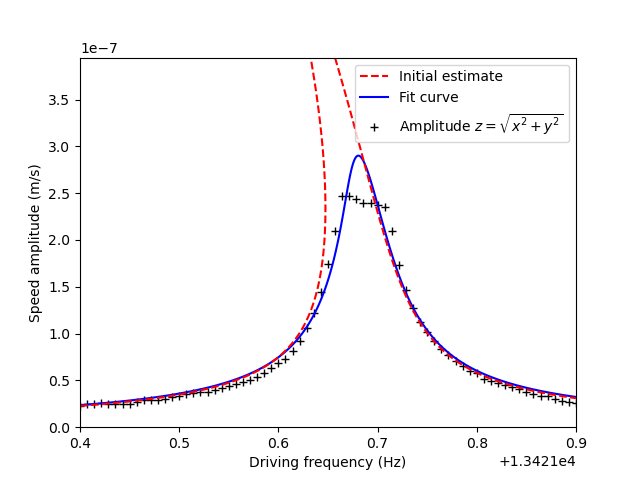 1e−7
Initial estimate
Fit curve
Amplitude z = √x² + y²
3.5
3.0
2.5
2.0
1.5
1.0
0.5
0.0
Speed amplitude (m/s)
0.4 0.5 0.6 0.7 0.8 0.9
Driving frequency (Hz)
+1.3421e4